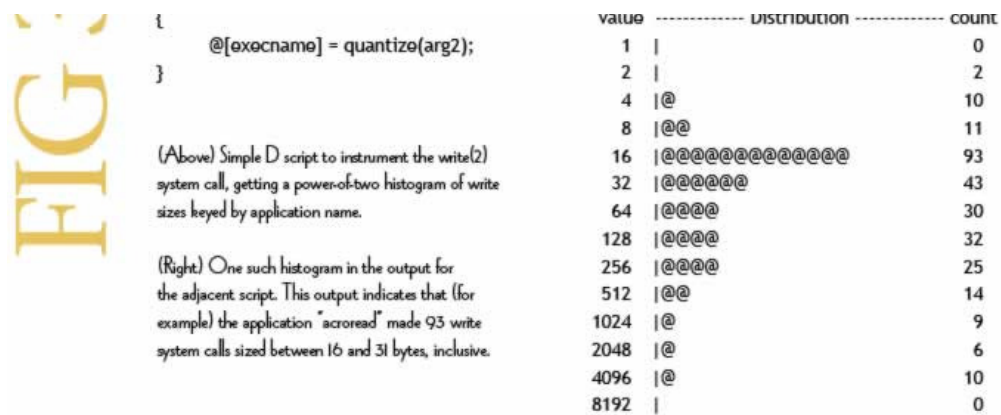 FIG
{
@[execname] = quantize(arg2);
}
(Above) Simple D script to instrument the write(2)
system call, getting a power-of-two histogram of write
sizes keyed by application name.
(Right) One such histogram in the output for
the adjacent script. This output indicates that (for
example) the application "acroread" made 93 write
system calls sized between 16 and 31 bytes, inclusive.
value ------------- Distribution ------------- count
1 | 0
2 | 2
4 |@ 10
8 |@@ 11
16 |@@@@@@@@@@@@@ 93
32 |@@@@@@ 43
64 |@@@@ 30
128 |@@@@ 32
256 |@@@@ 25
512 |@@ 14
1024 |@ 9
2048 |@ 6
4096 |@ 10
8192 | 0